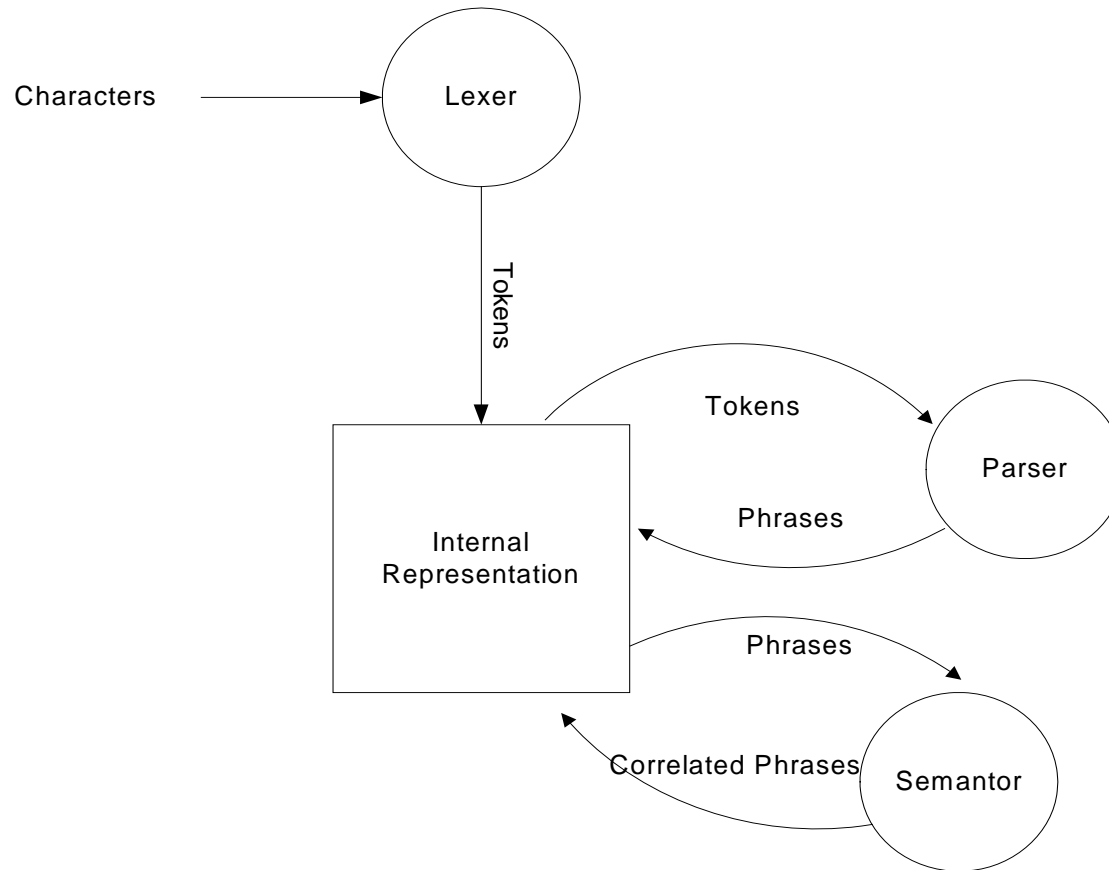 Characters
Lexer
Tokens
Tokens
Parser
Phrases
Internal
Representation
Phrases
Correlated Phrases
Semantor